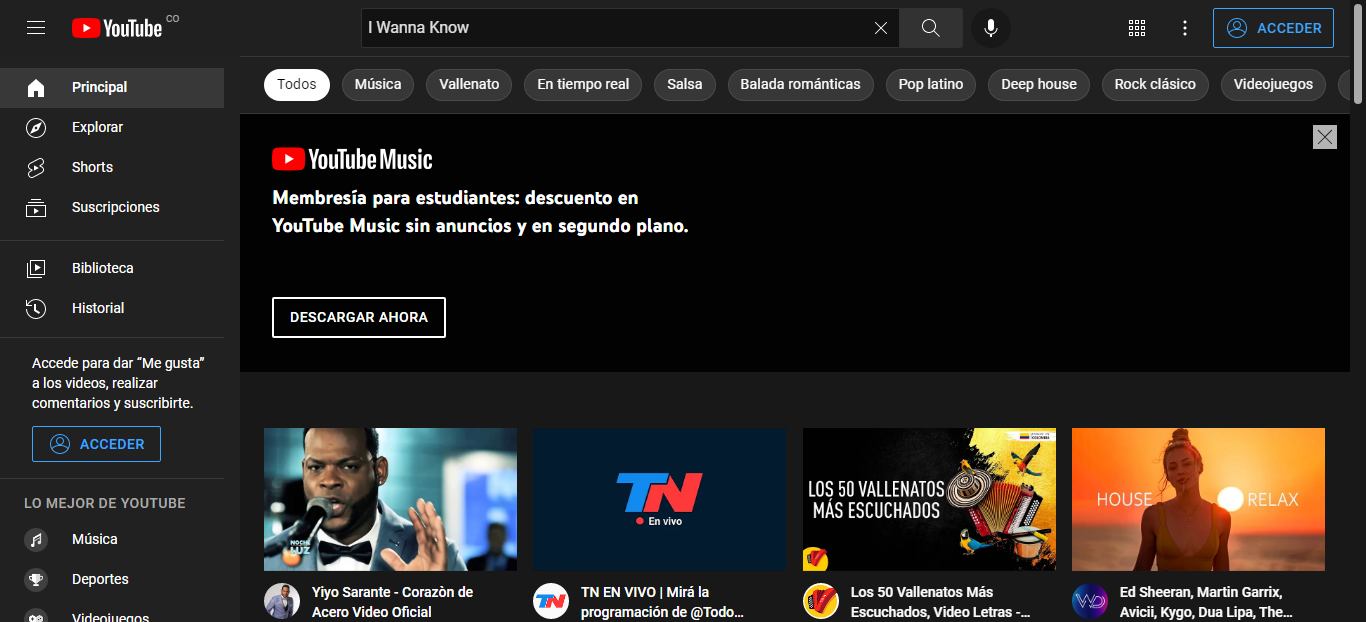 YouTube CO
I Wanna Know
ACCEDER
Principal
Explorar
Shorts
Suscripciones
Biblioteca
Historial
Accede para dar “Me gusta”
a los videos, realizar
comentarios y suscribirte.
ACCEDER
LO MEJOR DE YOUTUBE
Música
Deportes
Videojuegos
Todos
Música
Vallenato
En tiempo real
Salsa
Balada románticas
Pop latino
Deep house
Rock clásico
Videojuegos
YouTube Music
Membresía para estudiantes: descuento en
YouTube Music sin anuncios y en segundo plano.
DESCARGAR AHORA
NOCHE
LUZ
Yiyo Sarante - Corazòn de
Acero Video Oficial
TN
En vivo
TN
TN EN VIVO | Mirá la
programación de @Todo...
COLOMBIA
LOS 50 VALLENATOS
MÁS ESCUCHADOS
Los 50 Vallenatos Más
Escuchados, Video Letras -...
HOUSE RELAX
WD
Ed Sheeran, Martin Garrix,
Avicii, Kygo, Dua Lipa, The...